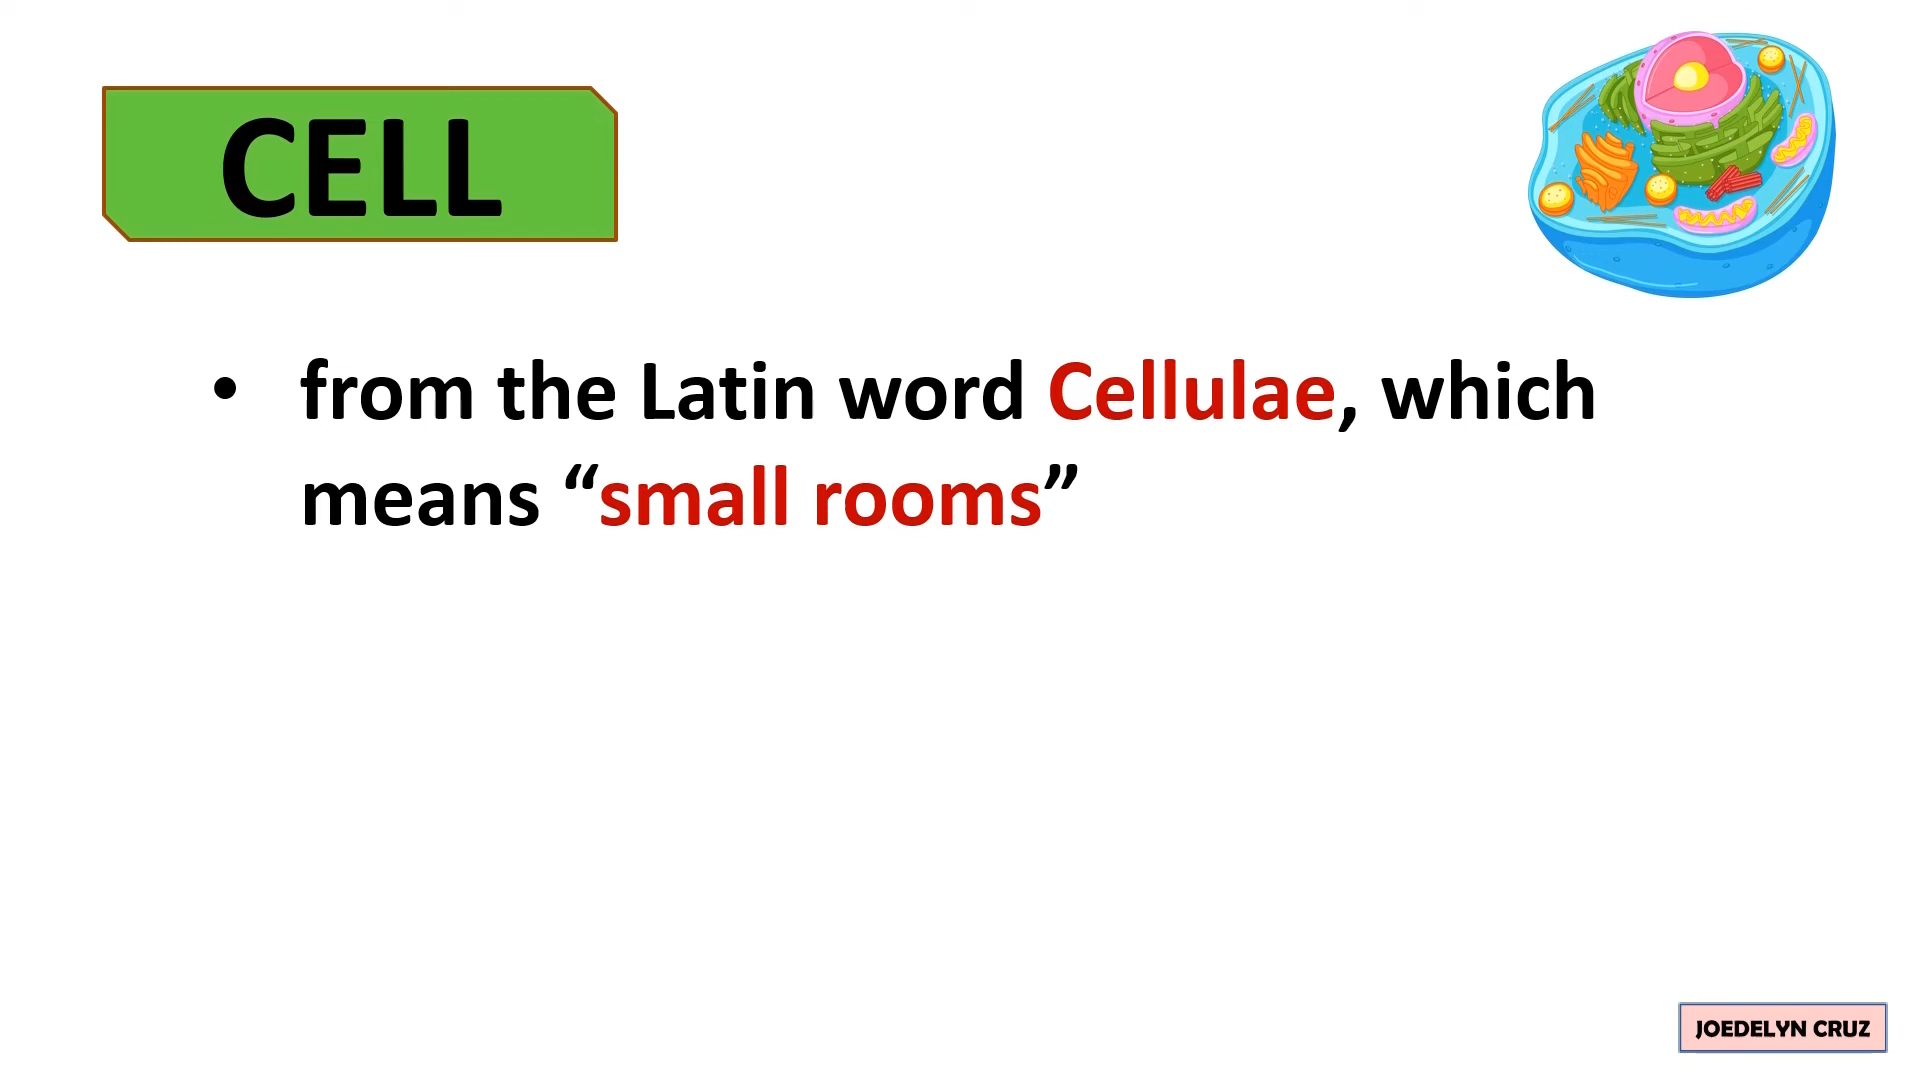 CELL
• from the Latin word Cellulae, which
means “small rooms”
JOEDELYN CRUZ